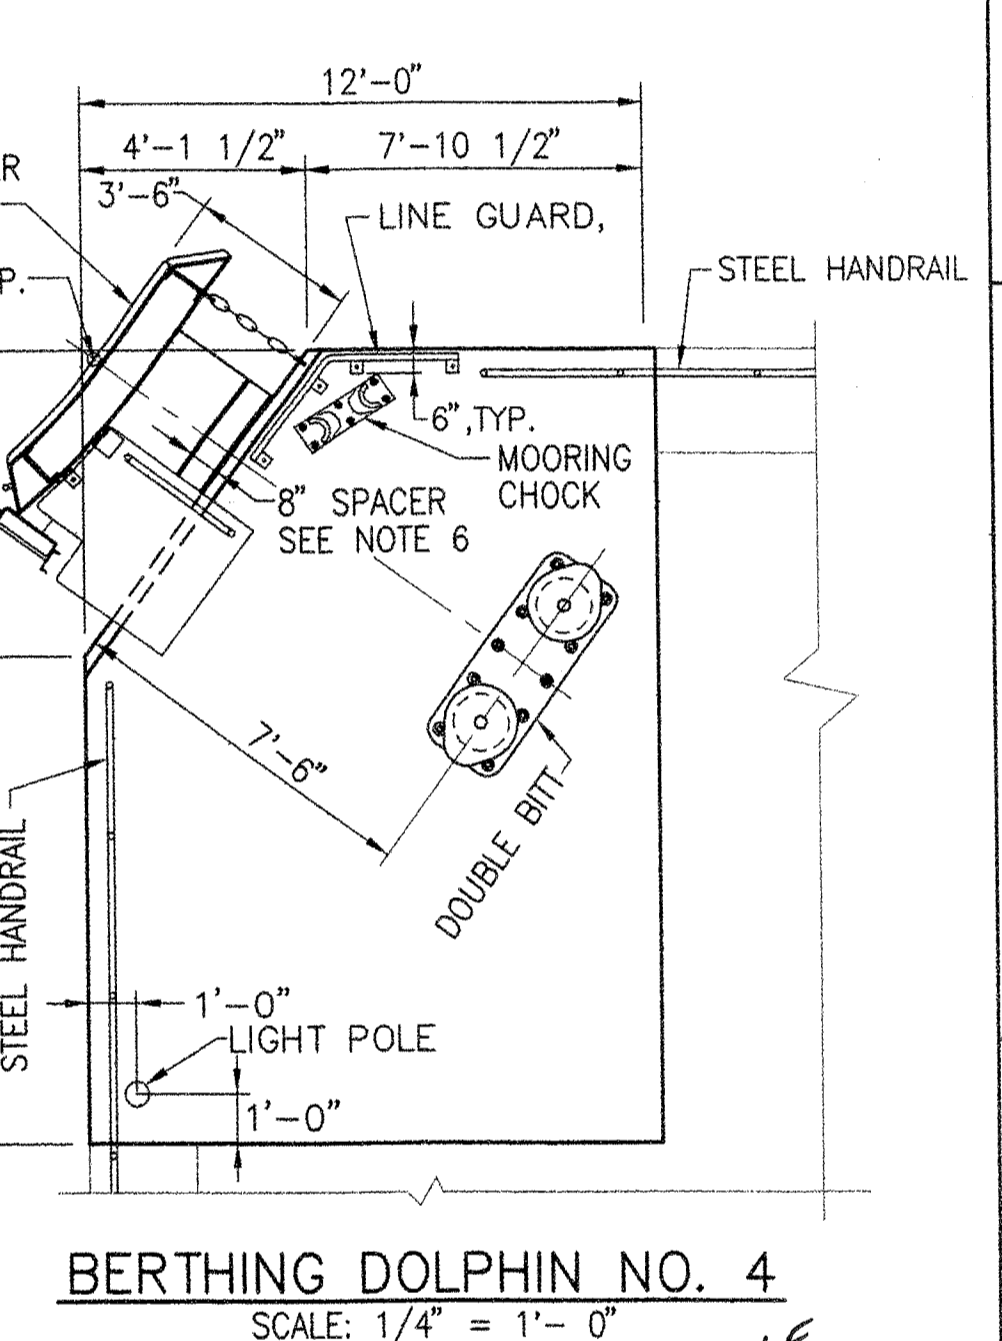 12'-0"
4'-1 1/2"
7'-10 1/2"
R
3'-6"
LINE GUARD,
P.
STEEL HANDRAIL
6",TYP.
MOORING
CHOCK
8" SPACER
SEE NOTE 6
7'-6"
DOUBLE BITT
STEEL HANDRAIL
1'-0"
LIGHT POLE
1'-0"
BERTHING DOLPHIN NO. 4
SCALE: 1/4" = 1'- 0"